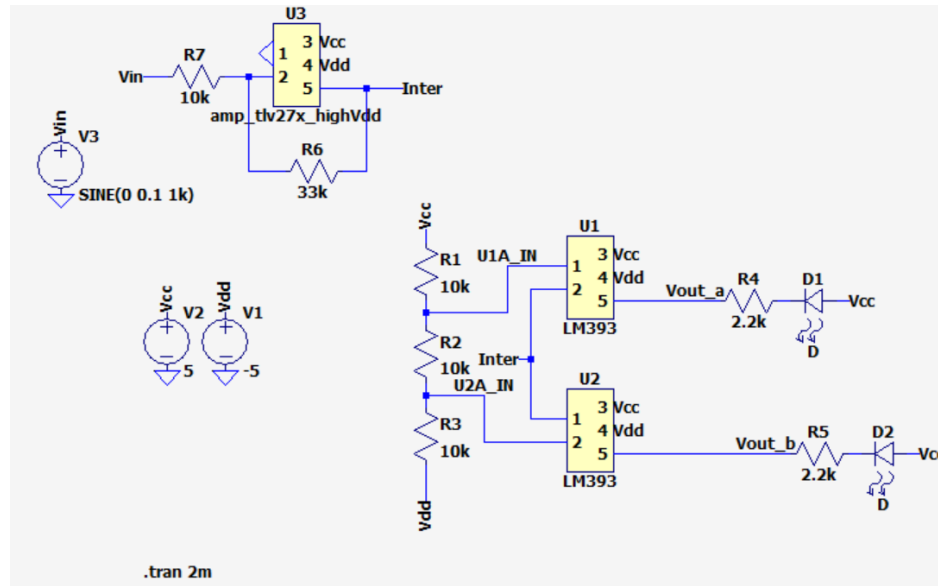 U3
3 Vcc
1
4 Vdd
2
5
R7
Vin
10k
Inter
amp_tlv27x_highVdd
R6
33k
Vin
V3
SINE(0 0.1 1k)
Vcc
R1
10k
U1A_IN
U1
3 Vcc
1
4 Vdd
2
5
LM393
Vout_a
R4
2.2k
D1
Vcc
D
Vcc
V2
5
Vdd
V1
-5
R2
10k
Inter
U2A_IN
U2
3 Vcc
1
4 Vdd
2
5
LM393
R3
10k
Vdd
Vout_b
R5
2.2k
D2
Vc
D
.tran 2m